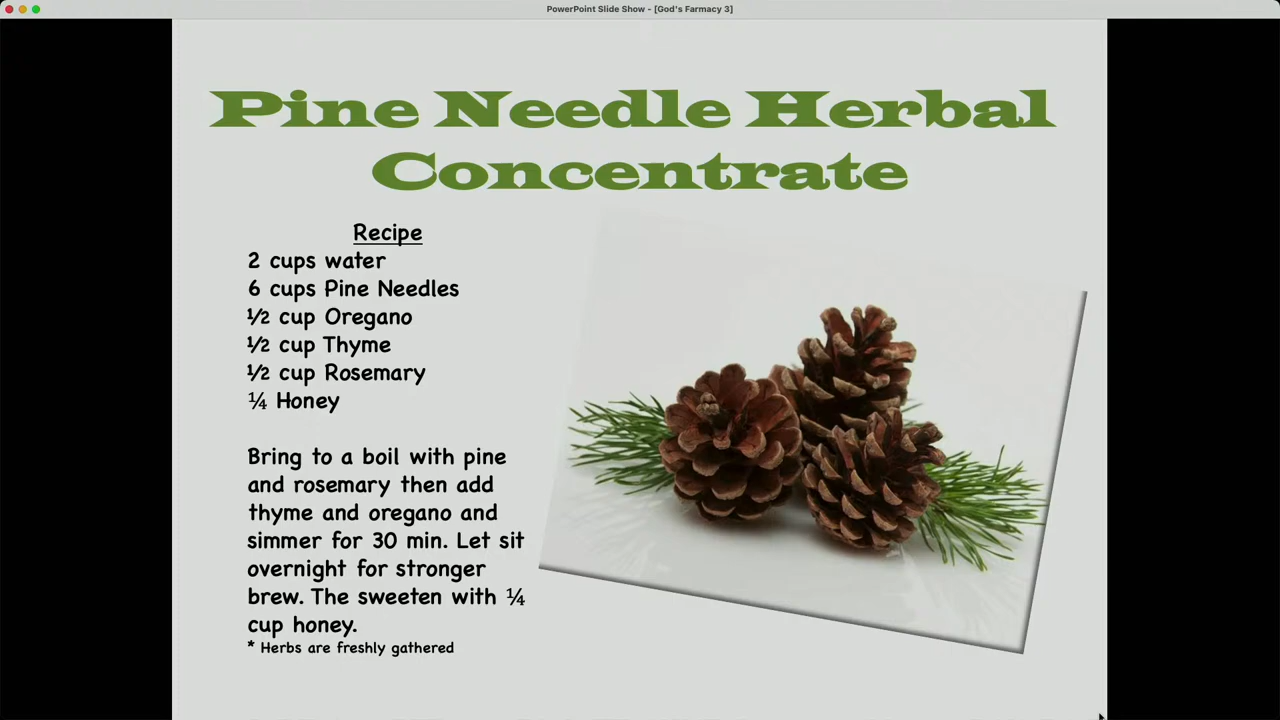 PowerPoint Slide Show - [God's Farmacy 3]
Pine Needle Herbal
Concentrate
Recipe
2 cups water
6 cups Pine Needles
½ cup Oregano
½ cup Thyme
½ cup Rosemary
¼ Honey
Bring to a boil with pine
and rosemary then add
thyme and oregano and
simmer for 30 min. Let sit
overnight for stronger
brew. The sweeten with ¼
cup honey.
* Herbs are freshly gathered